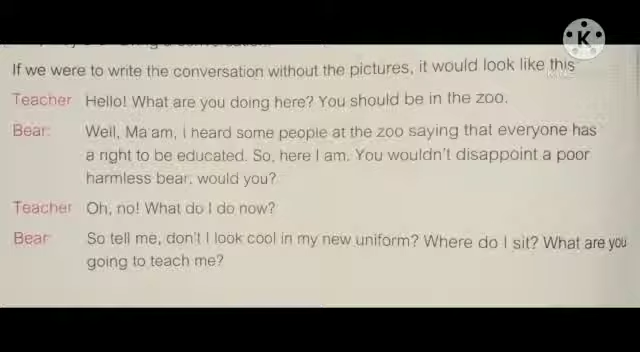 If we were to write the conversation without the pictures, it would look like this
Teacher Hello! What are you doing here? You should be in the zoo.
Bear: Well, Ma'am, I heard some people at the zoo saying that everyone has
a right to be educated. So, here I am. You wouldn't disappoint a poor
harmless bear, would you?
Teacher Oh, no! What do I do now?
Bear: So tell me, don't I look cool in my new uniform? Where do I sit? What are you
going to teach me?
K